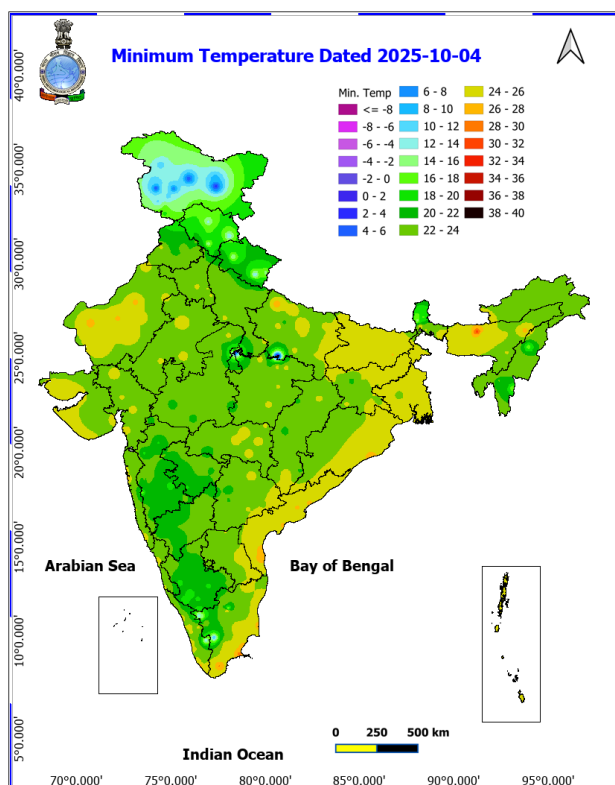 Minimum Temperature Dated 2025-10-04
Min. Temp
<= -8
-8 - -6
-6 - -4
-4 - -2
-2 - 0
0 - 2
2 - 4
4 - 6
6 - 8
8 - 10
10 - 12
12 - 14
14 - 16
16 - 18
18 - 20
20 - 22
22 - 24
24 - 26
26 - 28
28 - 30
30 - 32
32 - 34
34 - 36
36 - 38
38 - 40
40°0.000'
35°0.000'
30°0.000'
25°0.000'
20°0.000'
15°0.000'
10°0.000'
5°0.000'
Arabian Sea
Bay of Bengal
Indian Ocean
0 250 500 km
70°0.000' 75°0.000' 80°0.000' 85°0.000' 90°0.000' 95°0.000'